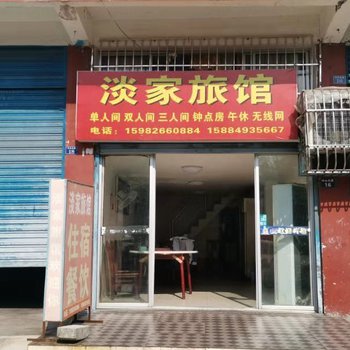 淡家旅馆
单人间 双人间 三人间 钟点房 午休 无线网
电话：15982660884 15884935667
淡家旅馆
住宿
餐饮